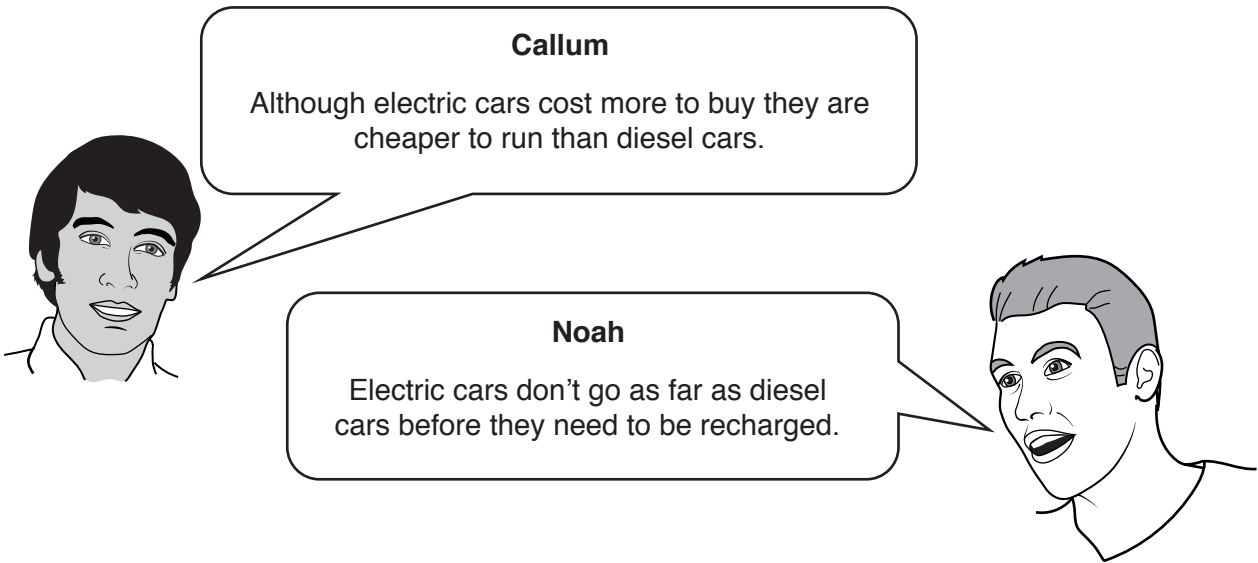 Callum
Although electric cars cost more to buy they are
cheaper to run than diesel cars.
Noah
Electric cars don’t go as far as diesel
cars before they need to be recharged.